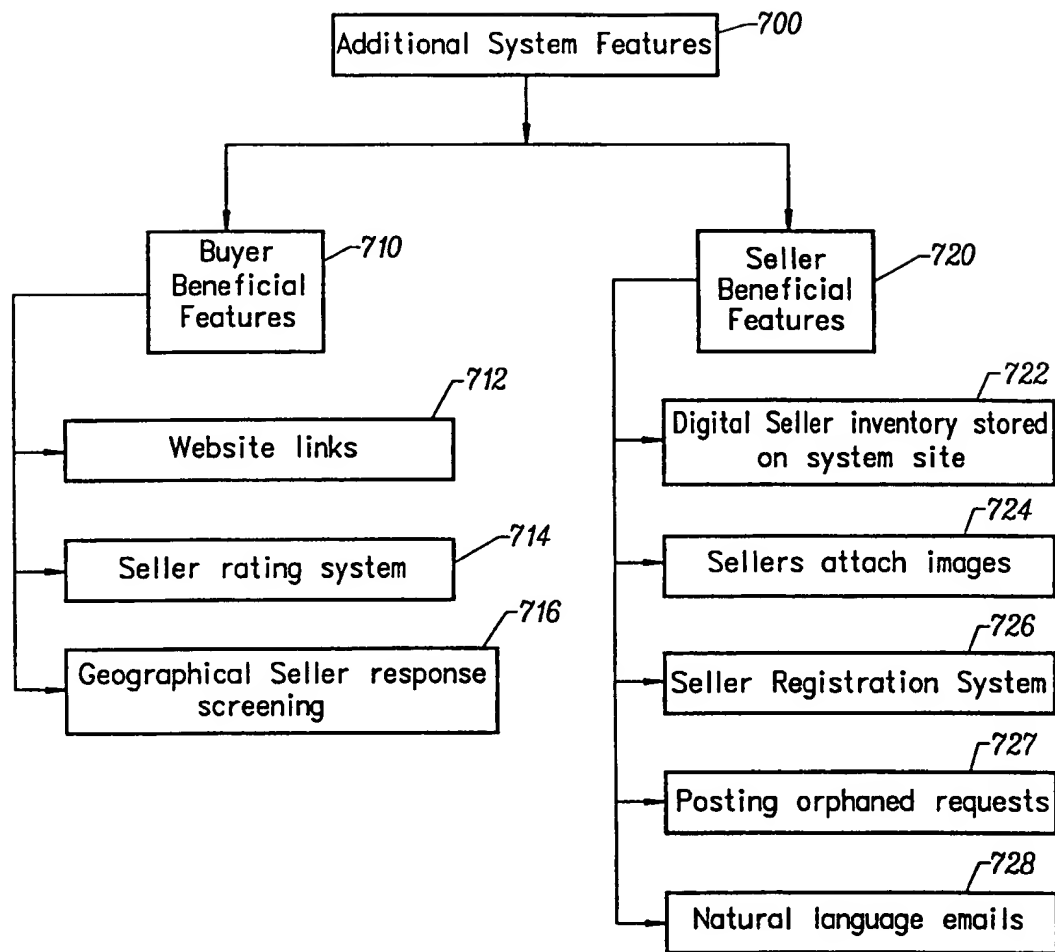 Additional System Features
700
Buyer
Beneficial
Features
710
712
Website links
714
Seller rating system
716
Geographical Seller response
screening
Seller
Beneficial
Features
720
722
Digital Seller inventory stored
on system site
724
Sellers attach images
726
Seller Registration System
727
Posting orphaned requests
728
Natural language emails